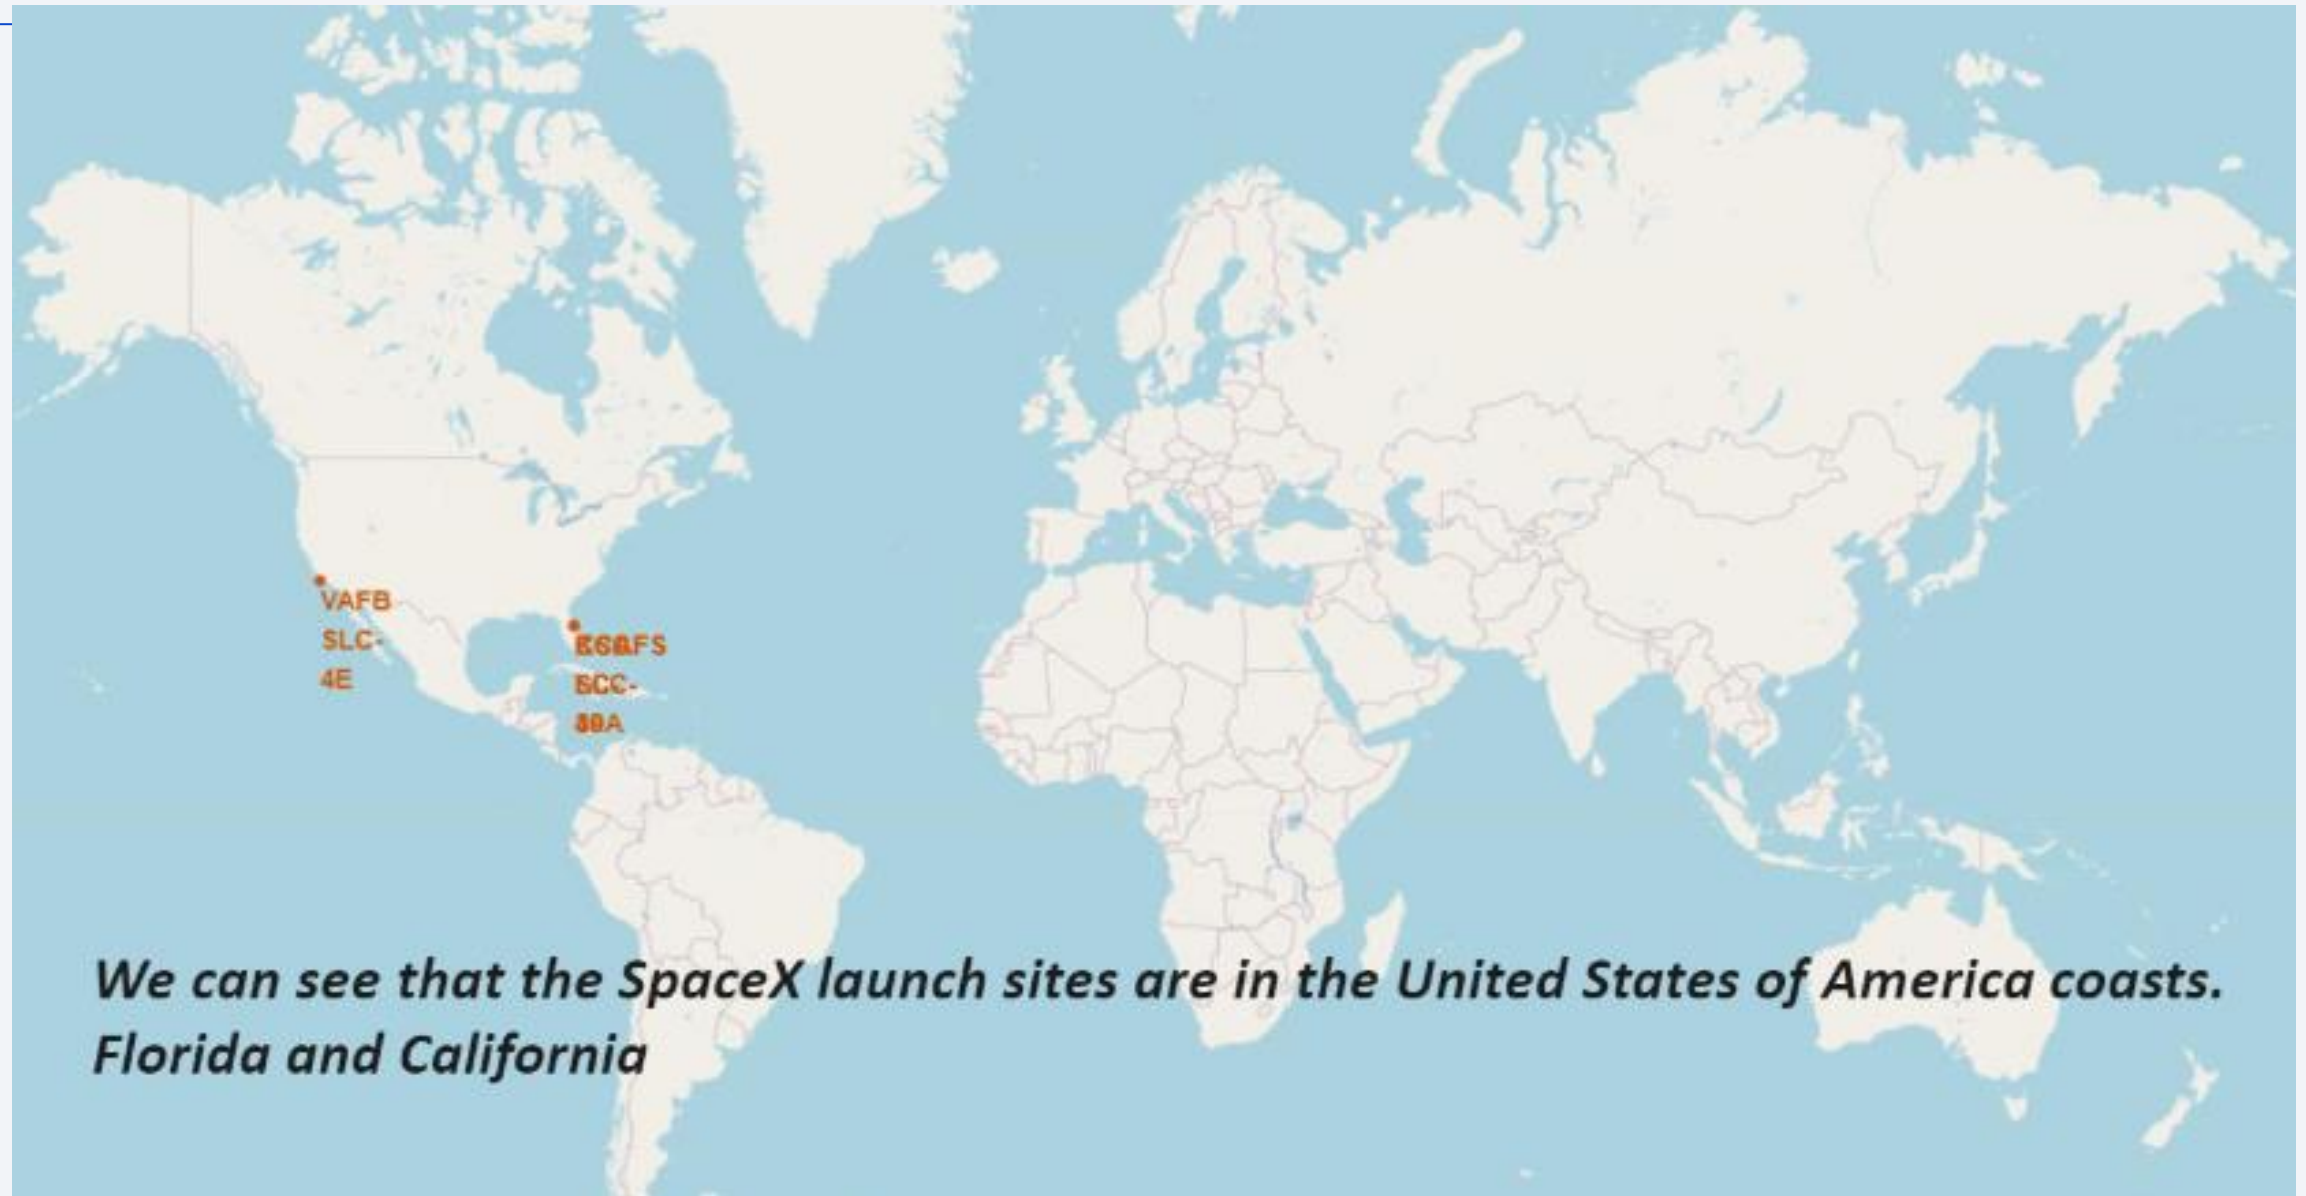 VAFB
SLC-
4E
We can see that the SpaceX launch sites are in the United States of America coasts.
Florida and California